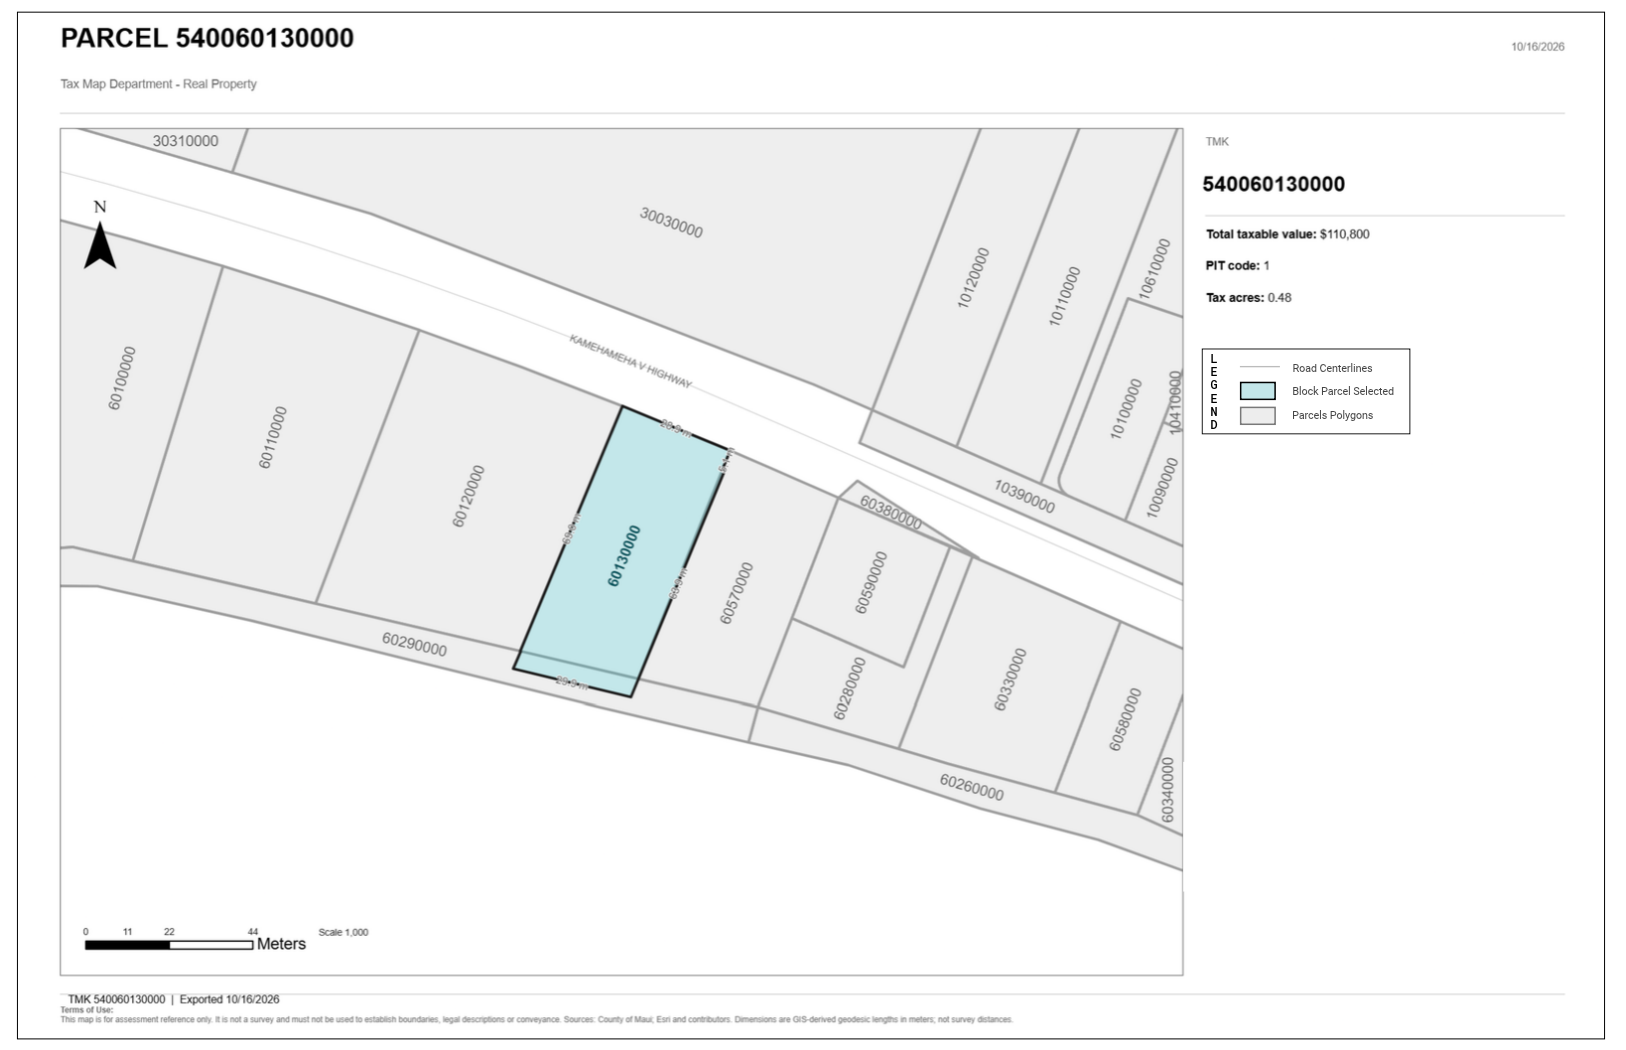 PARCEL 540060130000
10/16/2026
Tax Map Department - Real Property
30310000
30030000
N
KAMEHAMEHA V HIGHWAY
10120000
10110000
10610000
10100000
10410000
10090000
10390000
60100000
60110000
60120000
60130000
60570000
60380000
60590000
60280000
60330000
60580000
60340000
60290000
60260000
0 11 22 44
Meters
Scale 1,000
TMK
540060130000
Total taxable value: $110,800
PIT code: 1
Tax acres: 0.48
LEGEND
Road Centerlines
Block Parcel Selected
Parcels Polygons
TMK 540060130000 | Exported 10/16/2026
Terms of Use:
This map is for assessment reference only. It is not a survey and must not be used to establish boundaries, legal descriptions or conveyance. Sources: County of Maui; Esri and contributors. Dimensions are GIS-derived geodesic lengths in meters; not survey distances.